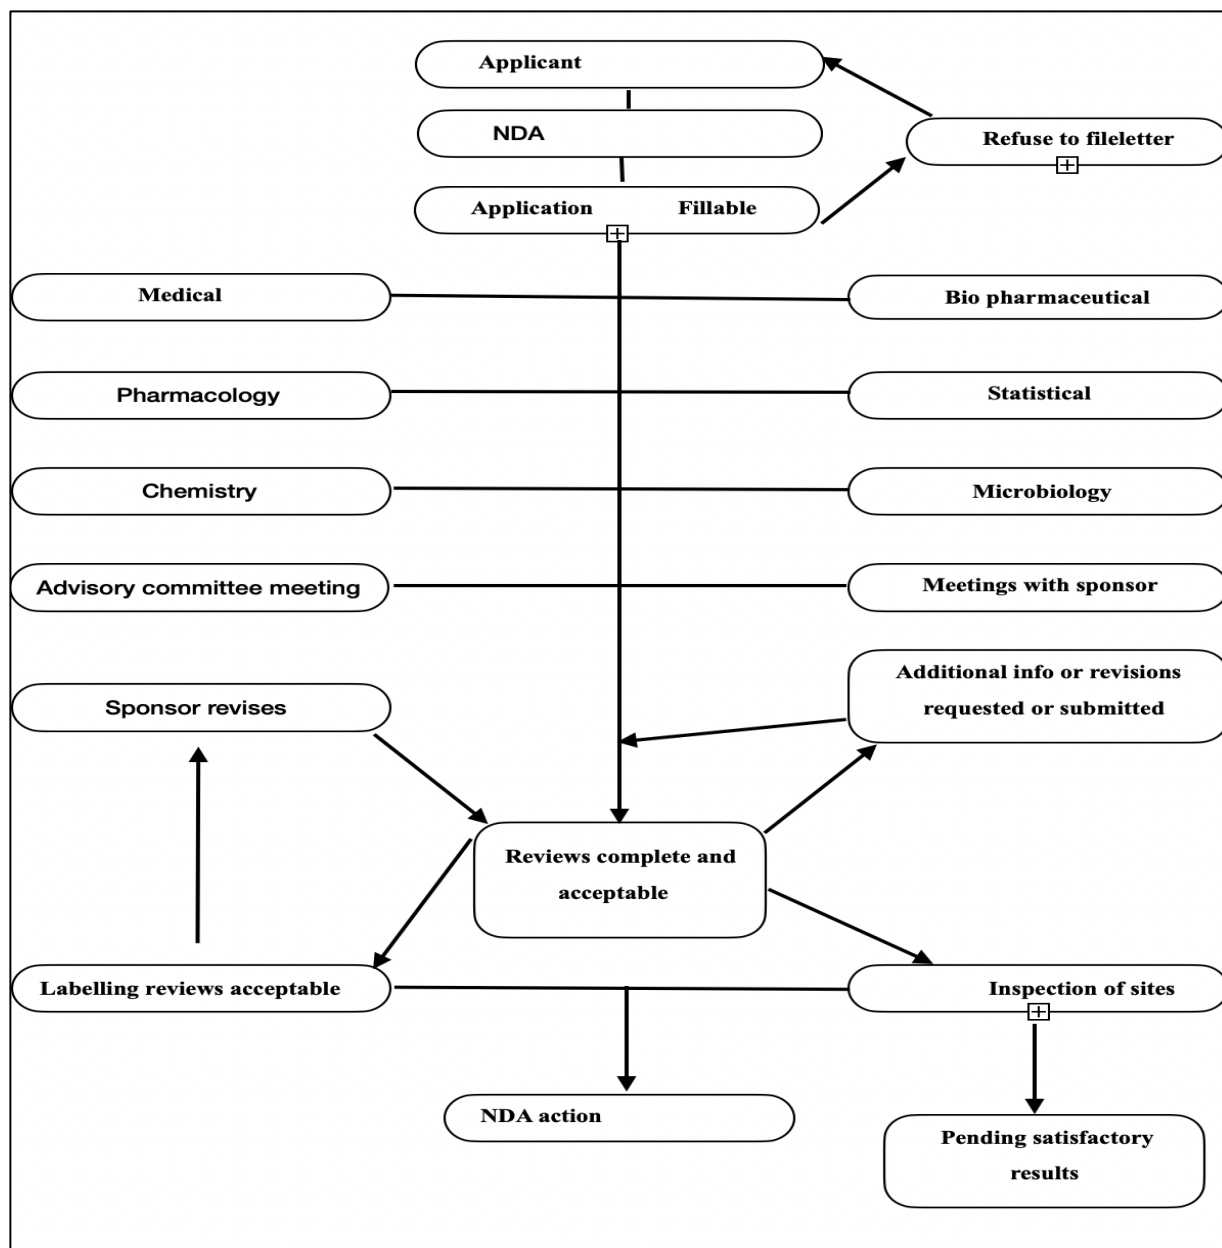 Applicant
NDA
Refuse to fileletter
Application Fillable
Medical
Bio pharmaceutical
Pharmacology
Statistical
Chemistry
Microbiology
Advisory committee meeting
Meetings with sponsor
Additional info or revisions
requested or submitted
Sponsor revises
Reviews complete and
acceptable
Labelling reviews acceptable
Inspection of sites
NDA action
Pending satisfactory
results